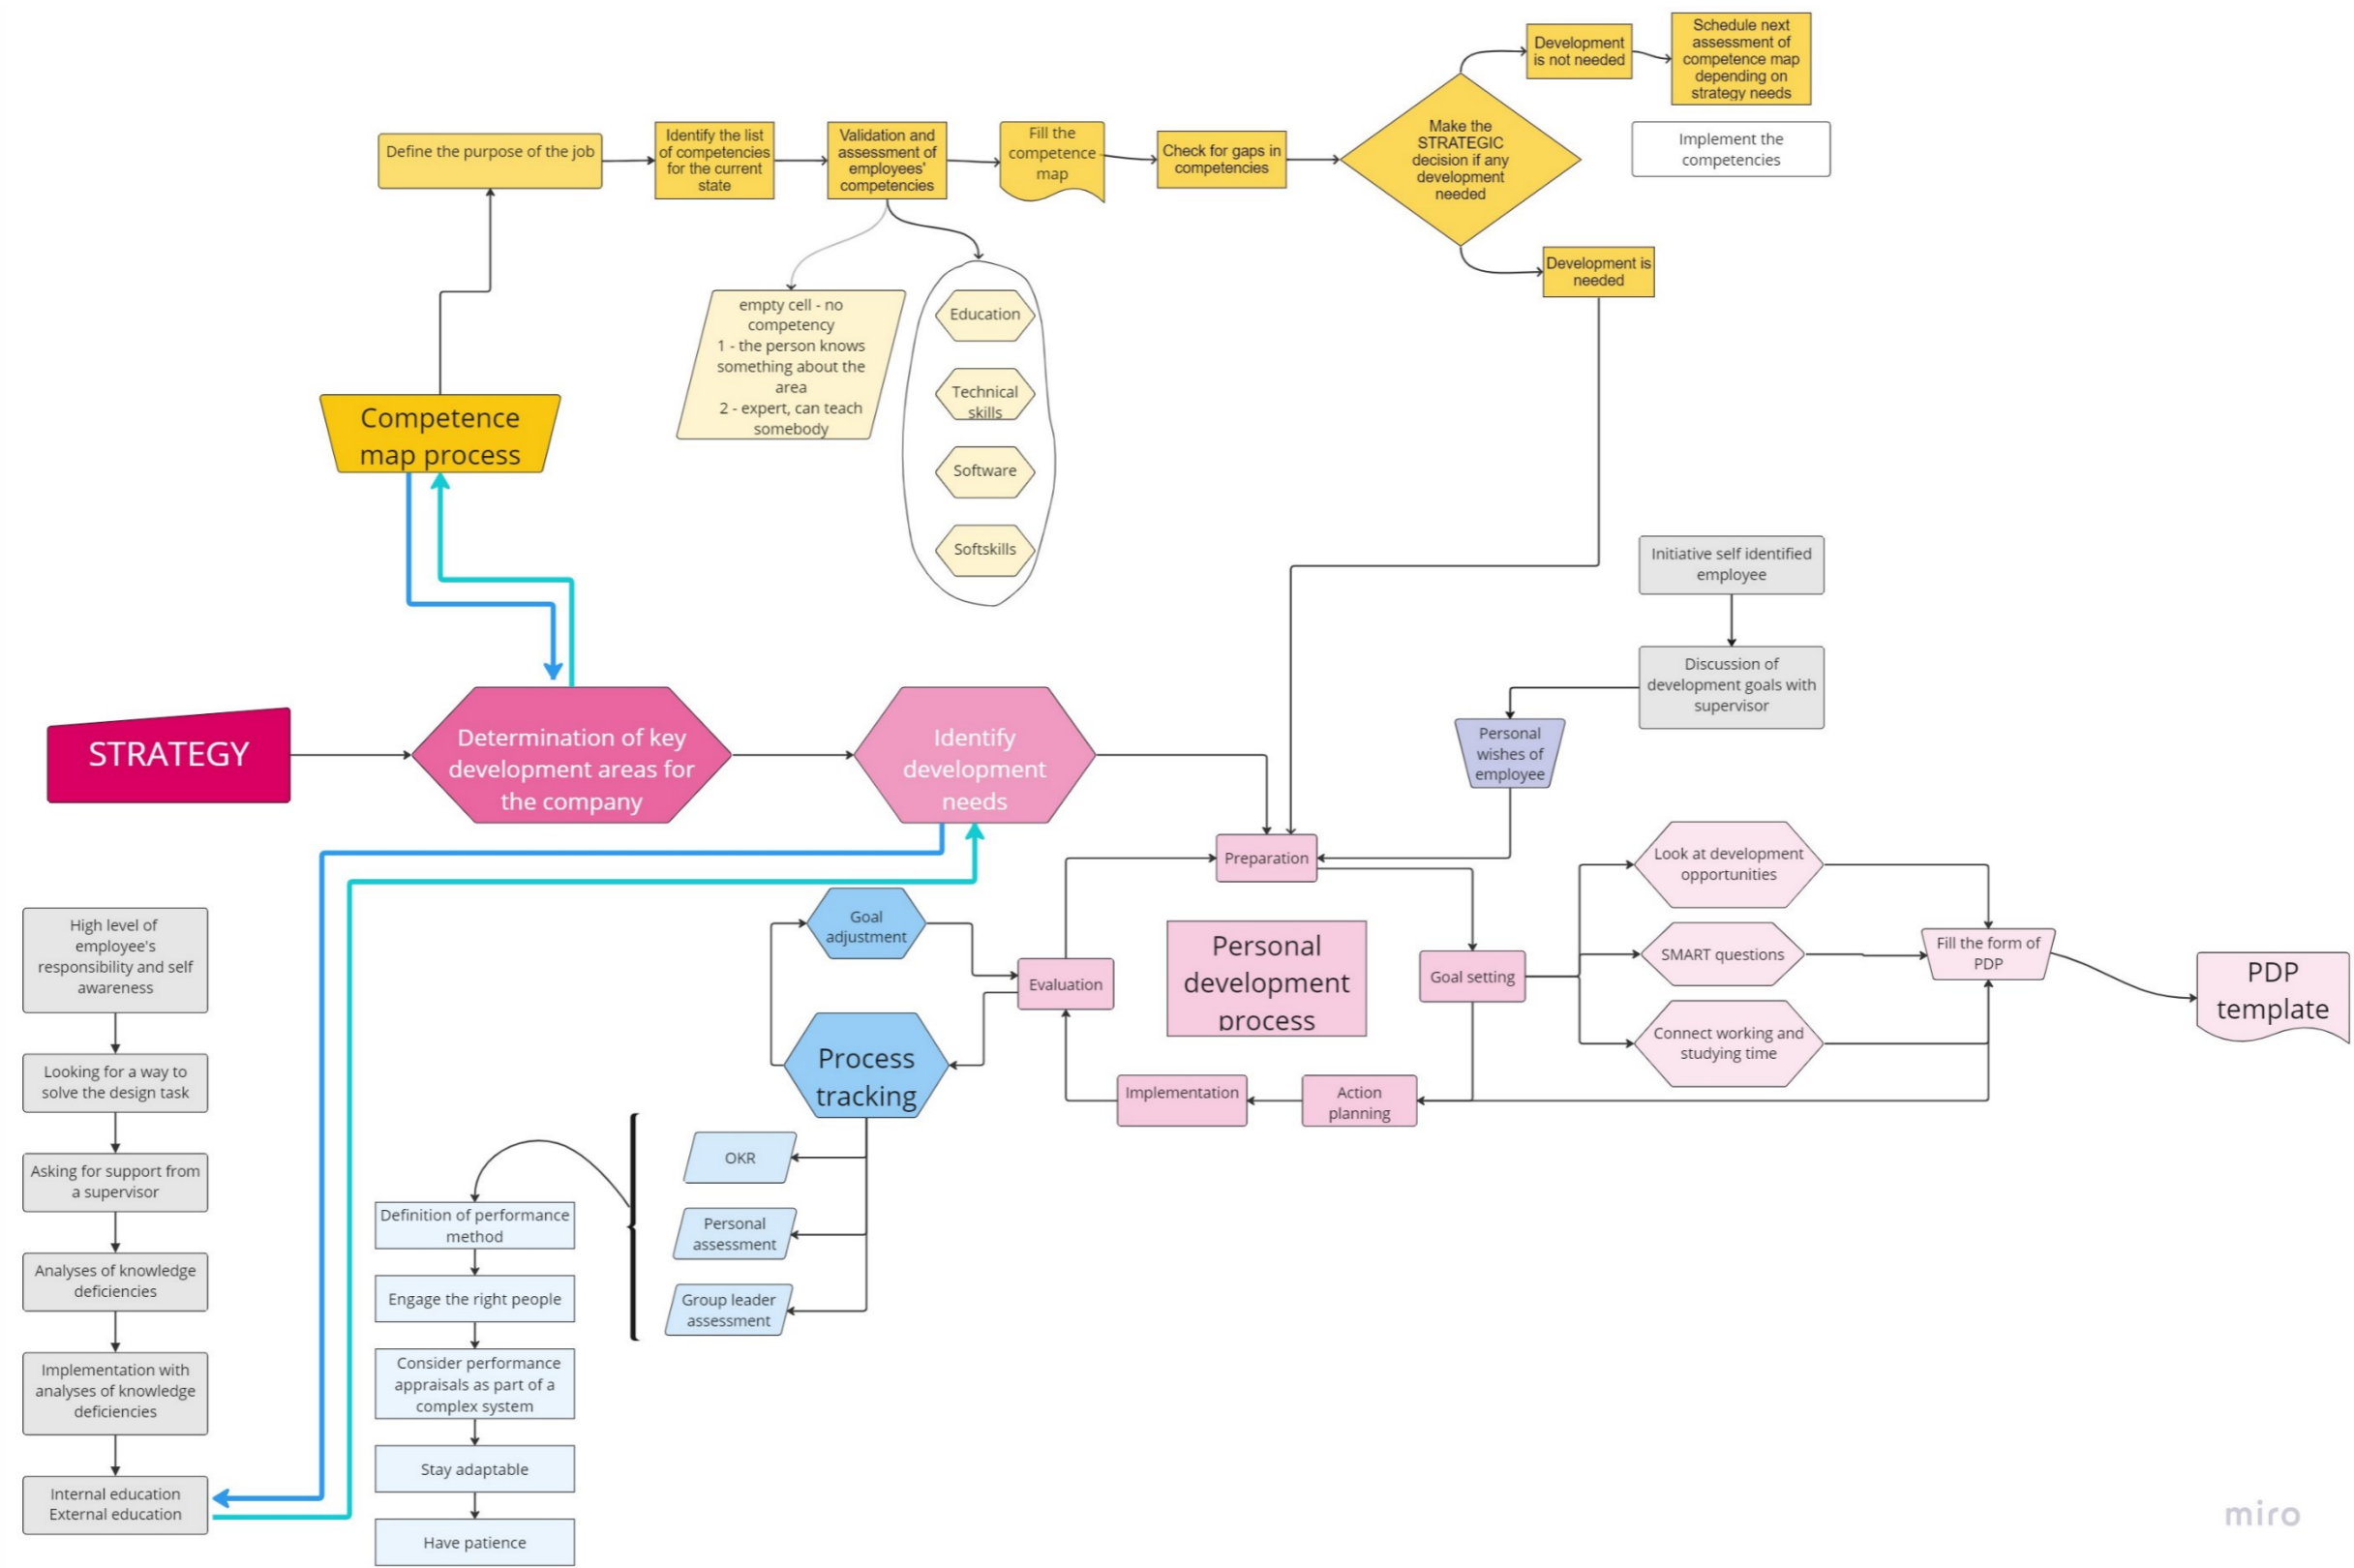 Development
is not needed
Schedule next
assessment of
competence map
depending on
strategy needs
Define the purpose of the job
Identify the list
of competencies
for the current
state
Validation and
assessment of
employees'
competencies
Fill the
competence
map
Check for gaps in
competencies
Make the
STRATEGIC
decision if any
development
needed
Implement the
competencies
Development is
needed
empty cell - no
competency
1 - the person knows
something about the
area
2 - expert, can teach
somebody
Education
Technical
skills
Software
Softskills
Competence
map process
Initiative self identified
employee
Discussion of
development goals with
supervisor
Personal
wishes of
employee
STRATEGY
Determination of key
development areas for
the company
Identify
development
needs
Preparation
Look at development
opportunities
SMART questions
Connect working and
studying time
Fill the form of
PDP
PDP
template
Goal setting
Personal
development
process
Evaluation
Goal
adjustment
Process
tracking
Implementation
Action
planning
OKR
Personal
assessment
Group leader
assessment
Definition of performance
method
Engage the right people
Consider performance
appraisals as part of a
complex system
Stay adaptable
Have patience
High level of
employee's
responsibility and self
awareness
Looking for a way to
solve the design task
Asking for support from
a supervisor
Analyses of knowledge
deficiencies
Implementation with
analyses of knowledge
deficiencies
Internal education
External education
miro